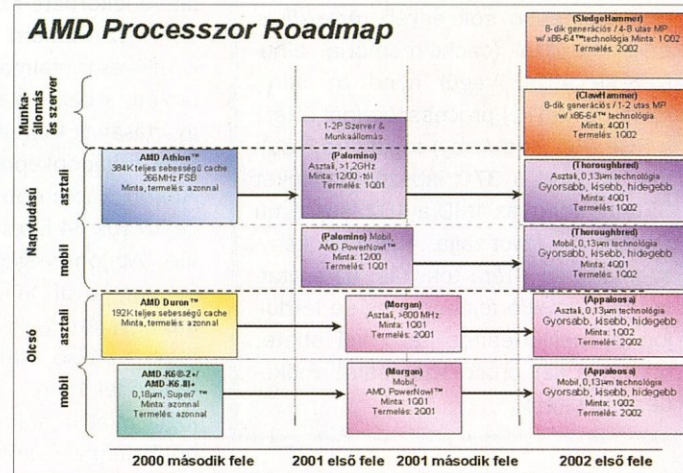 AMD Processzor Roadmap
Munka-
állomás
és szerver
Nagytudású
asztali
mobil
Olcsó
asztali
mobil
(SledgeHammer)
8-dik generációs / 4-8 utas MP
w/ x86-64™technológia Minta: 1Q02
Termelés: 2Q02
(ClawHammer)
8-dik generációs / 1-2 utas MP
w/ x86-64™ technológia
Minta: 4Q01
Termelés: 1Q02
1-2P Szerver &
Munkaállomás
(Palomino)
Asztali, >1,2GHz
Minta: 12/00 -tól
Termelés: 1Q01
AMD Athlon™
384K teljes sebességű cache
266MHz FSB
Minta, termelés: azonnal
(Thoroughbred)
Asztali, 0,13µm technológia
Gyorsabb, kisebb, hidegebb
Minta: 4Q01
Termelés: 1Q02
(Palomino) Mobil,
AMD PowerNow!™
Minta: 12/00
Termelés: 1Q01
(Thoroughbred)
Mobil, 0,13µm technológia
Gyorsabb, kisebb, hidegebb
Minta: 4Q01
Termelés: 1Q02
AMD Duron™
192K teljes sebességű cache
Minta, termelés: azonnal
(Morgan)
Asztali, >800 MHz
Minta: 1Q01
Termelés: 2Q01
(Appaloosa)
Asztali, 0,13µm technológia
Gyorsabb, kisebb, hidegebb
Minta: 1Q02
Termelés: 2Q02
AMD-K6®-2+/
AMD-K6-III+
0,18µm, Super7 ™
Minta: azonnal
Termelés: azonnal
(Morgan)
Mobil,
AMD PowerNow!™
Minta: 1Q01
Termelés: 2Q01
(Appaloosa)
Mobil, 0,13µm technológia
Gyorsabb, kisebb, hidegebb
Minta: 1Q02
Termelés: 2Q02
2000 második fele
2001 első fele
2001 második fele
2002 első fele